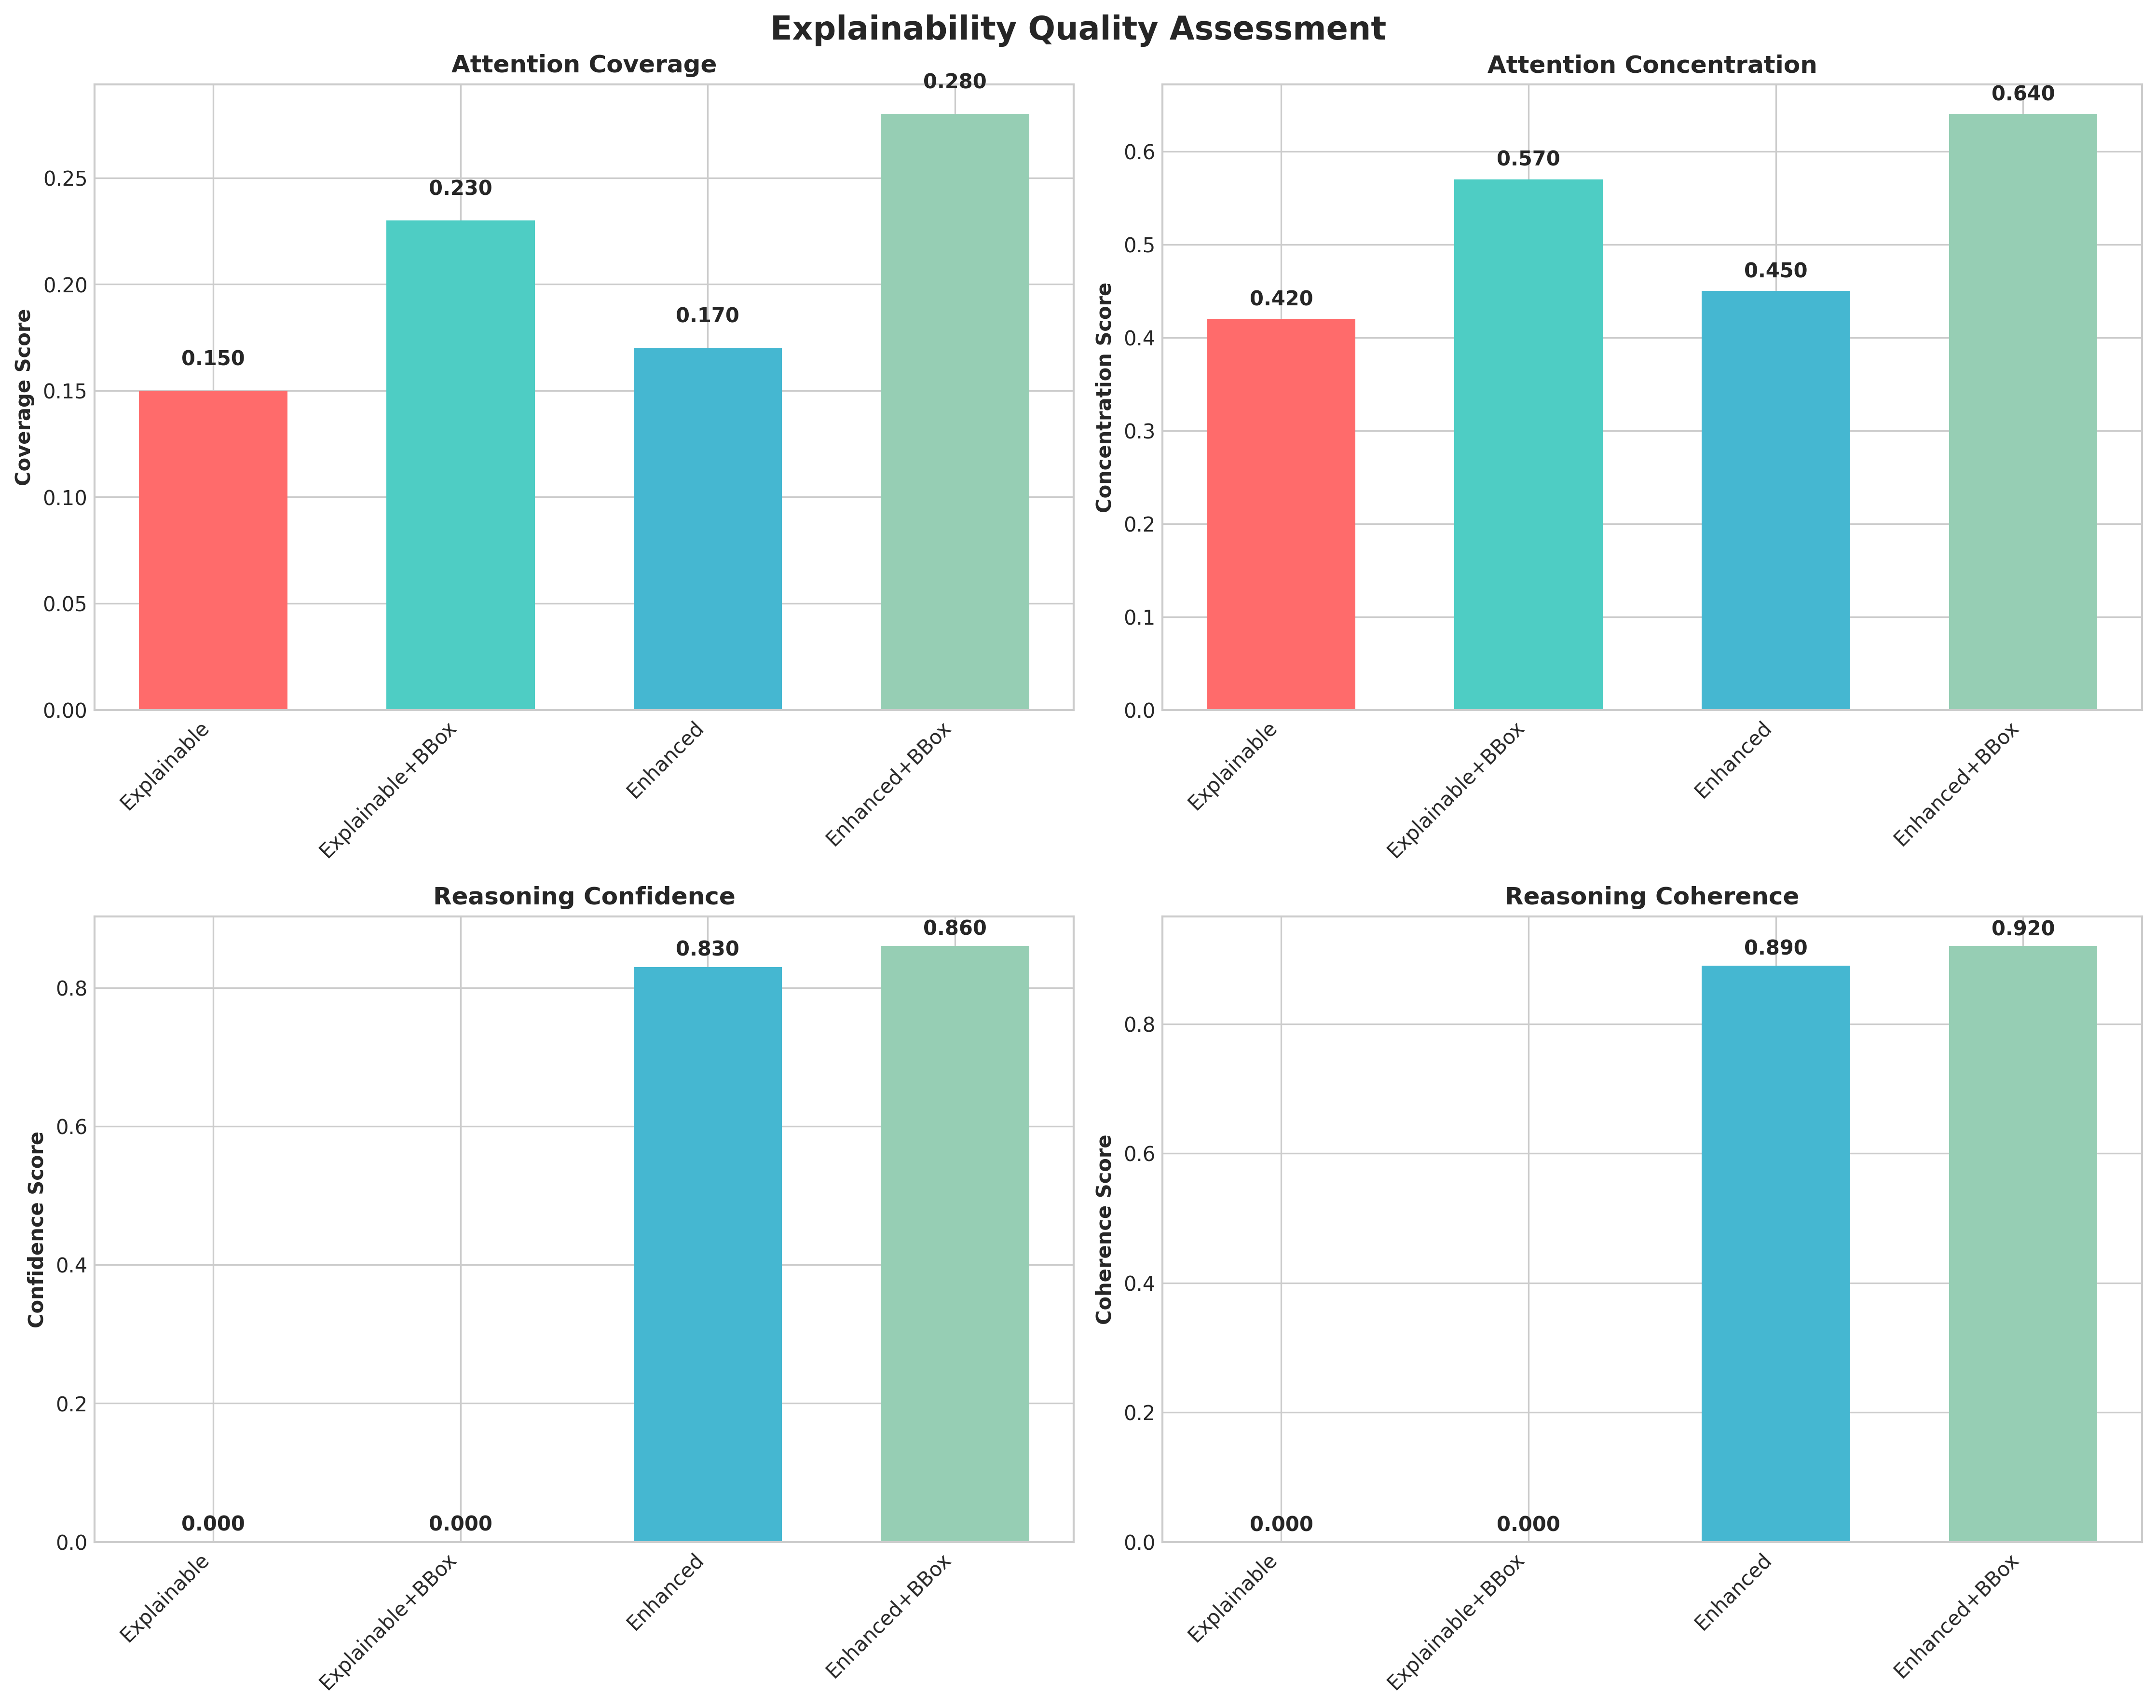 Explainability Quality Assessment
Attention Coverage
Coverage Score
0.25
0.20
0.15
0.10
0.05
0.00
0.150
0.230
0.170
0.280
Explainable
Explainable+BBox
Enhanced
Enhanced+BBox
Attention Concentration
Concentration Score
0.6
0.5
0.4
0.3
0.2
0.1
0.0
0.420
0.570
0.450
0.640
Explainable
Explainable+BBox
Enhanced
Enhanced+BBox
Reasoning Confidence
Confidence Score
0.8
0.6
0.4
0.2
0.0
0.000
0.000
0.830
0.860
Explainable
Explainable+BBox
Enhanced
Enhanced+BBox
Reasoning Coherence
Coherence Score
0.8
0.6
0.4
0.2
0.0
0.000
0.000
0.890
0.920
Explainable
Explainable+BBox
Enhanced
Enhanced+BBox